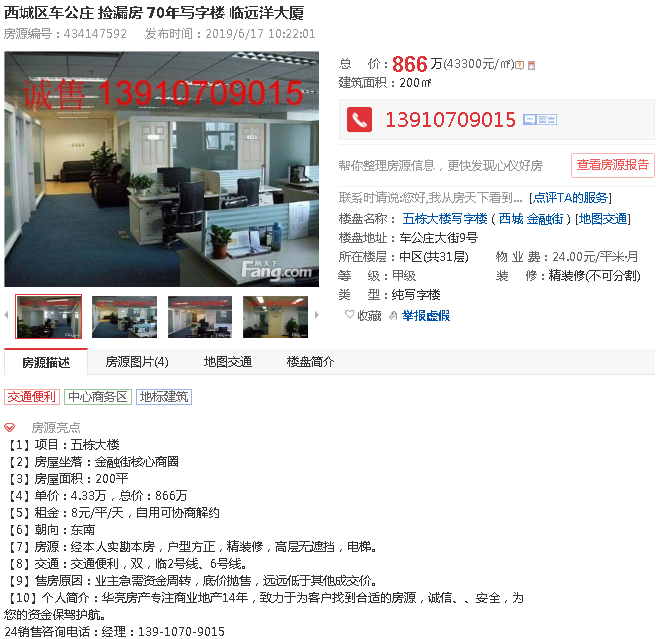 西城区车公庄 捡漏房 70年写字楼 临远洋大厦
房源编号：434147592 发布时间：2019/6/17 10:22:01
诚售 13910709015
房天下
Fang.com
总 价：866万(43300元/㎡)
建筑面积：200㎡
13910709015 留言
帮你整理房源信息，更快发现心仪好房 查看房源报告
联系时请说:您好,我从房天下看到... [点评TA的服务]
楼盘名称：五栋大楼写字楼 ( 西城 金融街 ) [地图交通]
楼盘地址：车公庄大街9号
所在楼层：中区(共31层) 物 业 费：24.00元/平米·月
等 级：甲级 装 修：精装修(不可分割)
类 型：纯写字楼
收藏 举报虚假
房源描述 房源图片(4) 地图交通 楼盘简介
交通便利 中心商务区 地标建筑
房源亮点
【1】项目：五栋大楼
【2】房屋坐落：金融街核心商圈
【3】房屋面积：200平
【4】单价：4.33万，总价：866万
【5】租金：8元/平/天，自用可协商解约
【6】朝向：东南
【7】房源：经本人实勘本房，户型方正，精装修，高层无遮挡，电梯。
【8】交通：交通便利，双，临2号线、6号线。
【9】售房原因：业主急需资金周转，底价抛售，远远低于其他成交价。
【10】个人简介：华亮房产专注商业地产14年，致力于为客户找到合适的房源，诚信、、安全，为
您的资金保驾护航。
24销售咨询电话：经理：139-1070-9015